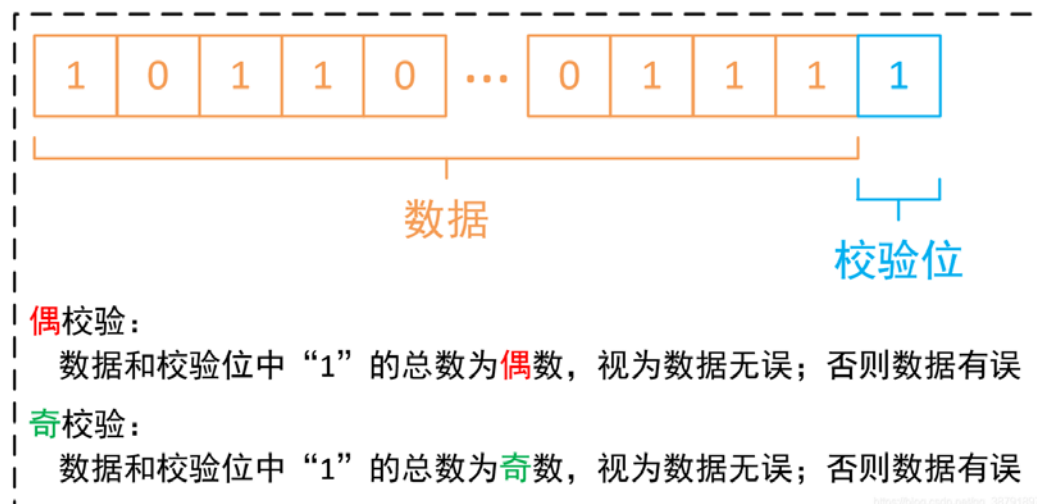 1 0 1 1 0 ... 0 1 1 1 1
数据
校验位
偶校验：
数据和校验位中“1”的总数为偶数，视为数据无误；否则数据有误
奇校验：
数据和校验位中“1”的总数为奇数，视为数据无误；否则数据有误